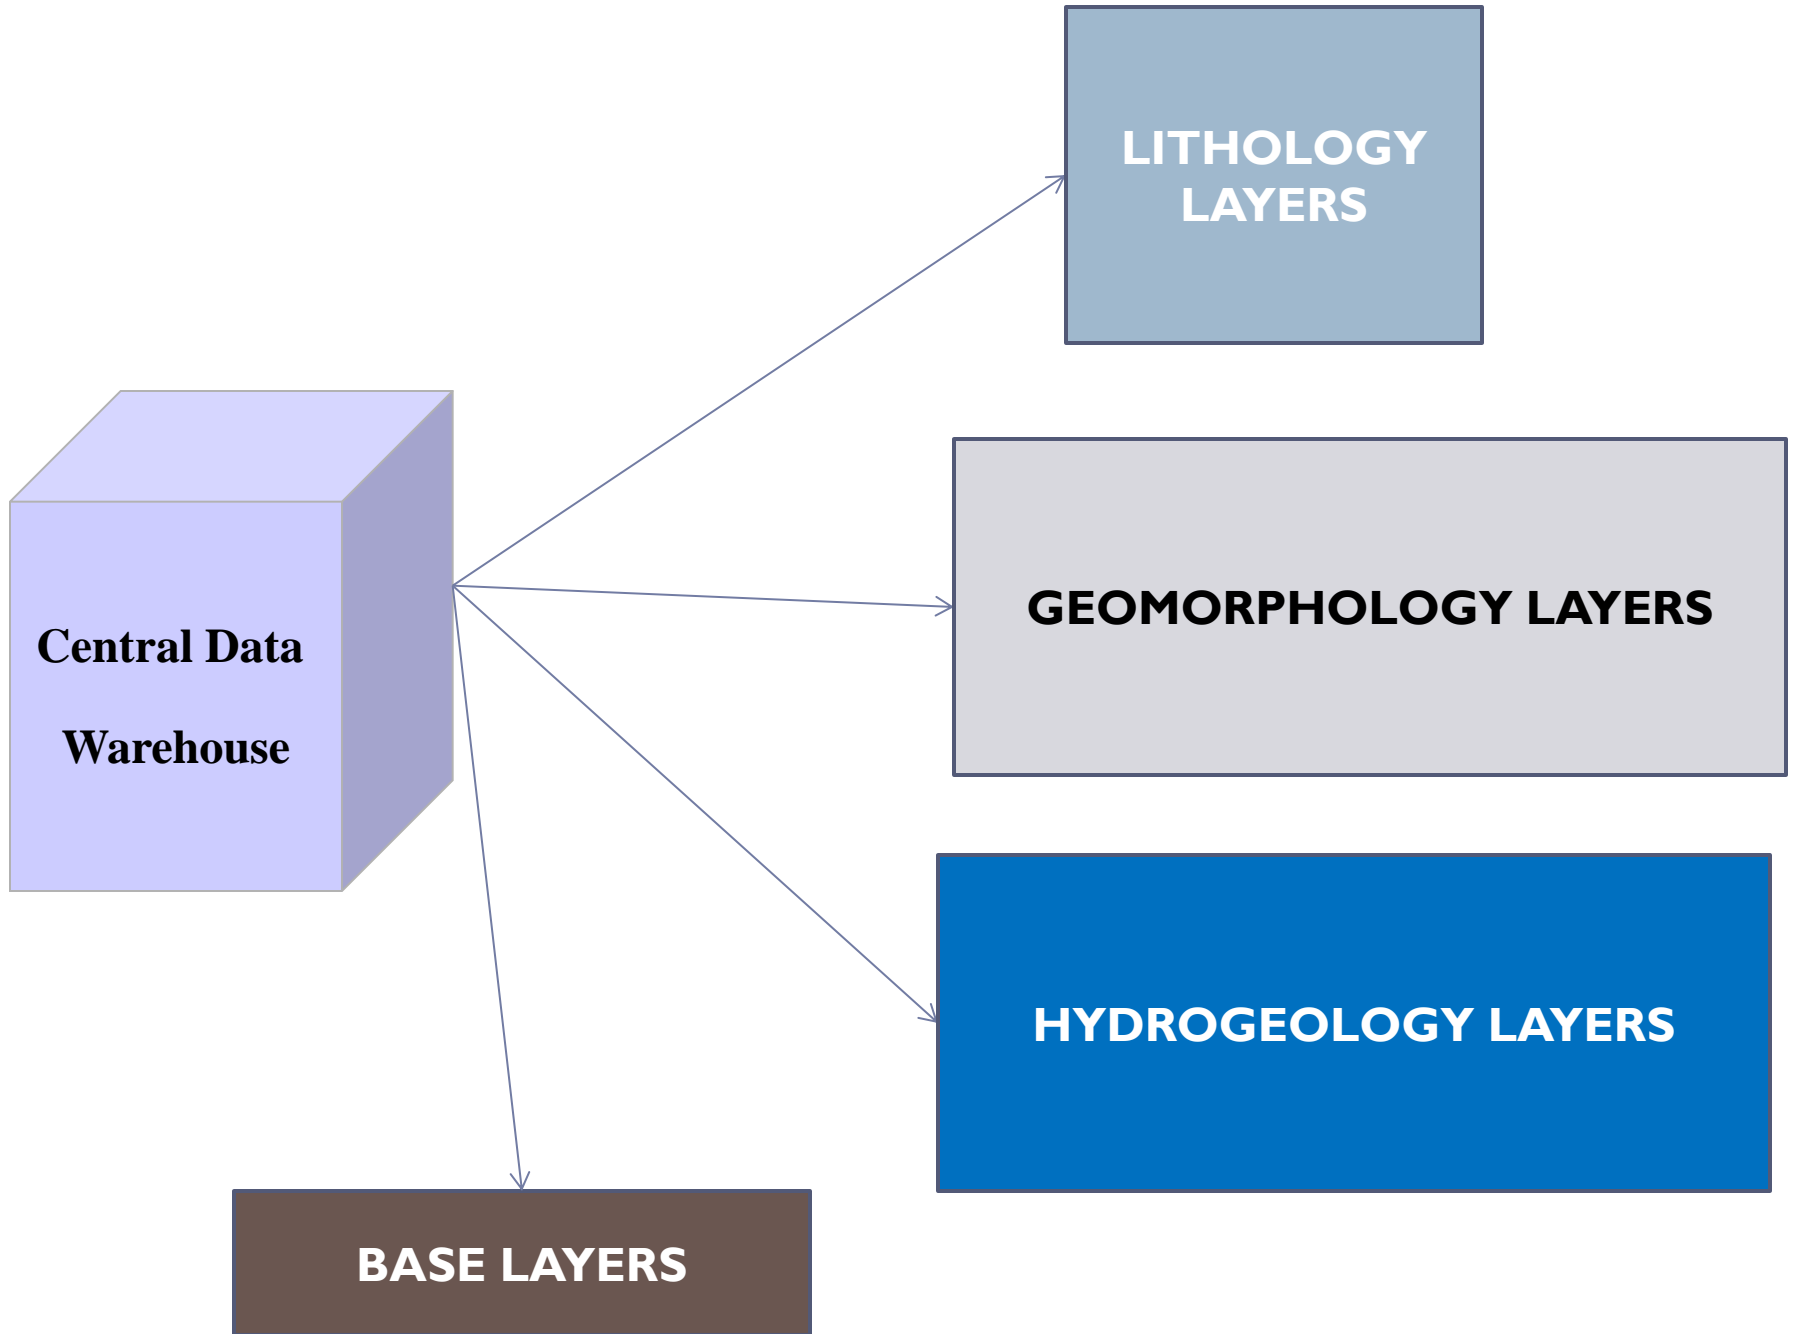 LITHOLOGY
LAYERS
Central Data
Warehouse
GEOMORPHOLOGY LAYERS
HYDROGEOLOGY LAYERS
BASE LAYERS